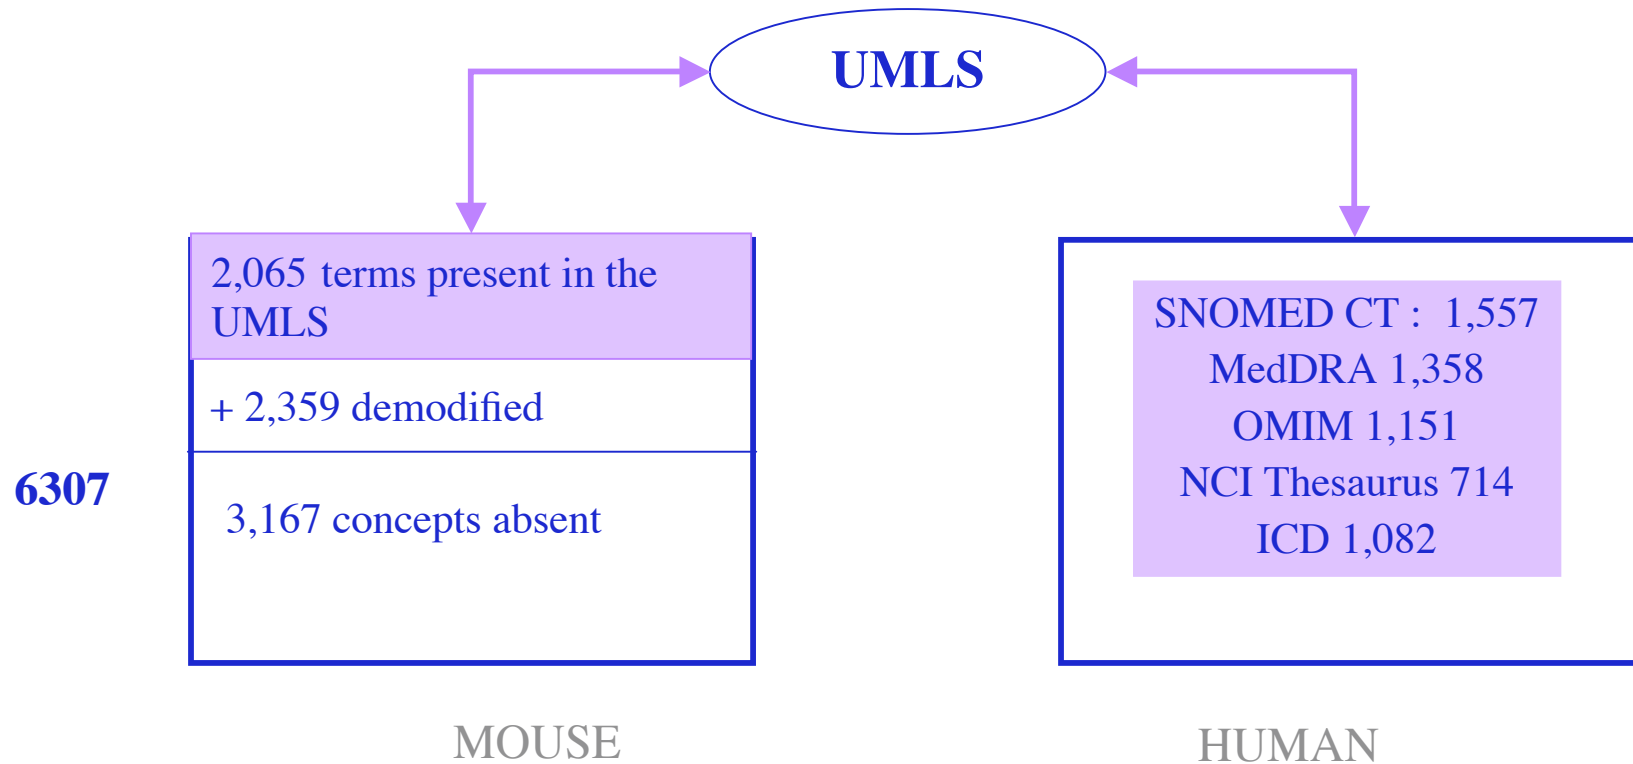 UMLS
2,065 terms present in the
UMLS
+ 2,359 demodified
6307
3,167 concepts absent
SNOMED CT :  1,557
MedDRA 1,358
OMIM 1,151
NCI Thesaurus 714
ICD 1,082
MOUSE
HUMAN